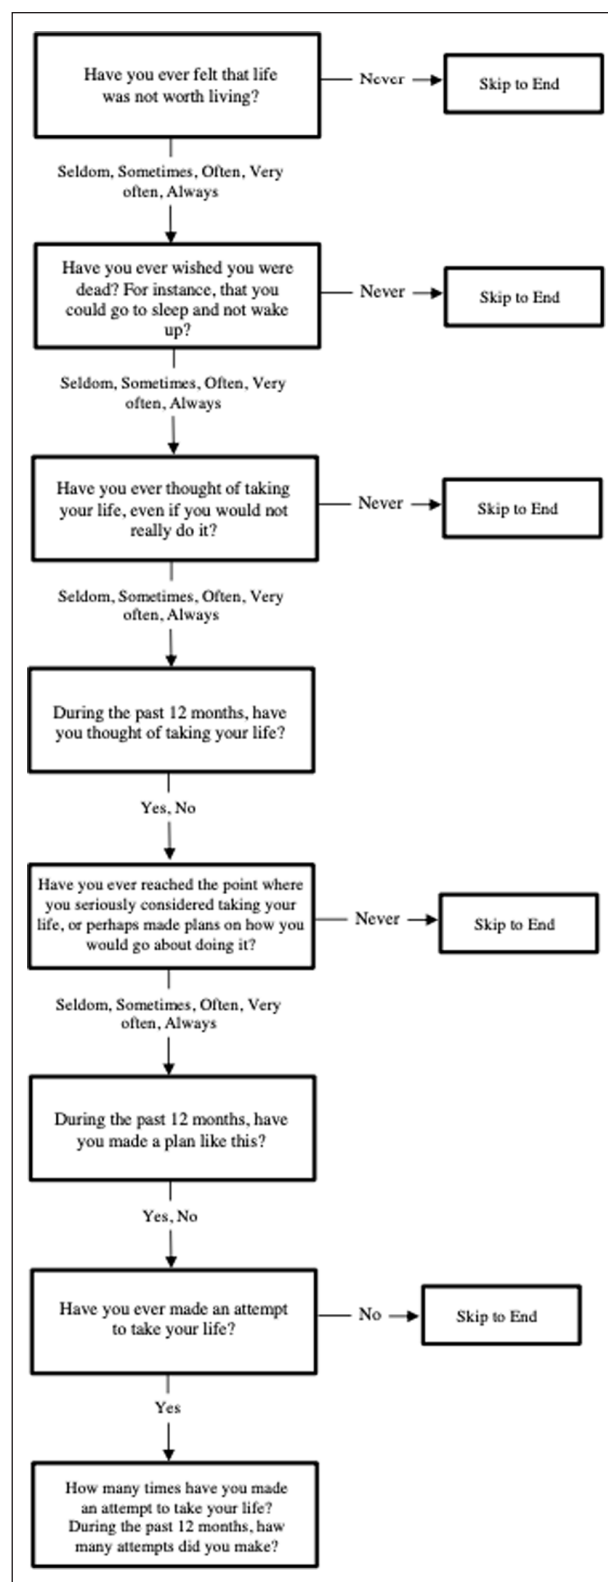 Have you ever felt that life
was not worth living?
Never
Skip to End
Seldom, Sometimes, Often, Very
often, Always
Have you ever wished you were
dead? For instance, that you
could go to sleep and not wake
up?
Never
Skip to End
Seldom, Sometimes, Often, Very
often, Always
Have you ever thought of taking
your life, even if you would not
really do it?
Never
Skip to End
Seldom, Sometimes, Often, Very
often, Always
During the past 12 months, have
you thought of taking your life?
Yes, No
Have you ever reached the point where
you seriously considered taking your
life, or perhaps made plans on how you
would go about doing it?
Never
Skip to End
Seldom, Sometimes, Often, Very
often, Always
During the past 12 months, have
you made a plan like this?
Yes, No
Have you ever made an attempt
to take your life?
No
Skip to End
Yes
How many times have you made
an attempt to take your life?
During the past 12 months, haw
many attempts did you make?